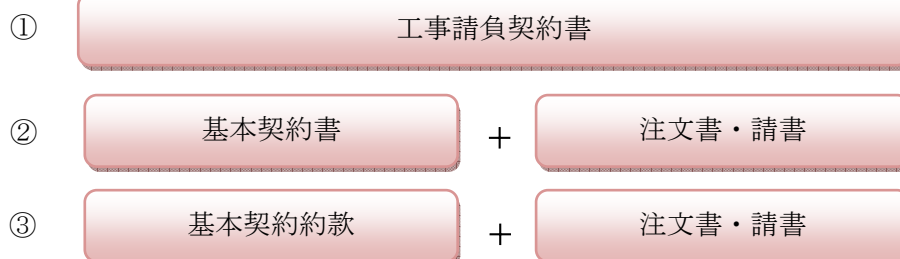 ① 工事請負契約書
② 基本契約書 + 注文書・請書
③ 基本契約約款 + 注文書・請書